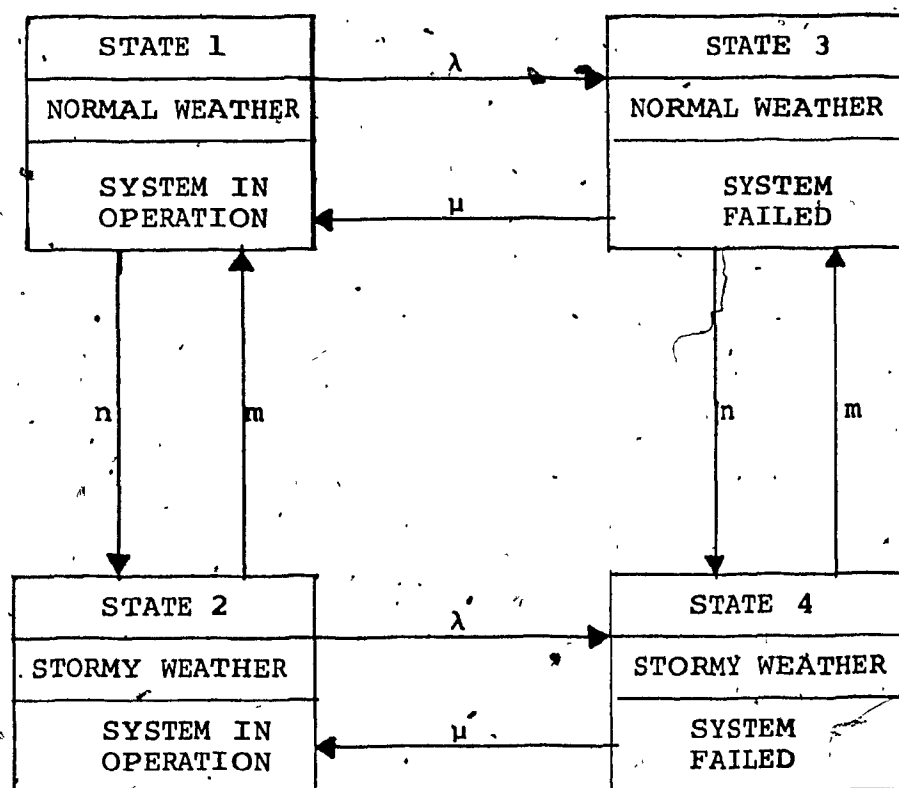 STATE 1
NORMAL WEATHER
SYSTEM IN
OPERATION
λ
μ
STATE 3
NORMAL WEATHER
SYSTEM
FAILED
n
m
n
m
STATE 2
STORMY WEATHER
SYSTEM IN
OPERATION
λ'
μ'
STATE 4
STORMY WEATHER
SYSTEM
FAILED